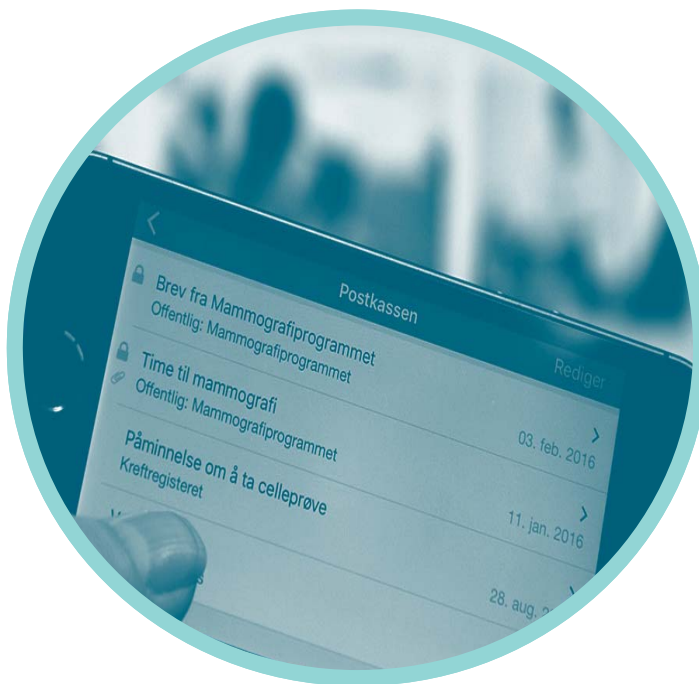 Postkassen
Rediger
Brev fra Mammografiprogrammet
Offentlig: Mammografiprogrammet
03. feb. 2016
Time til mammografi
Offentlig: Mammografiprogrammet
11. jan. 2016
Påminnelse om å ta celleprøve
Kreftregisteret
28. aug.